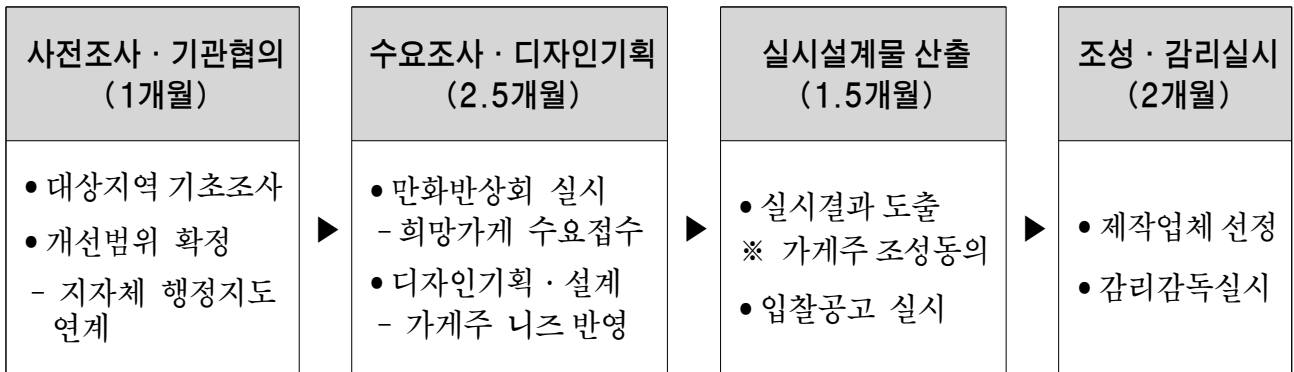 사전조사 · 기관협의
(1개월)
• 대상지역 기초조사
• 개선범위 확정
- 지자체 행정지도
연계
▶
수요조사 · 디자인기획
(2.5개월)
• 만화반상회 실시
- 희망가게 수요접수
• 디자인기획 · 설계
- 가게주 니즈 반영
▶
실시설계물 산출
(1.5개월)
• 실시결과 도출
※ 가게주 조성동의
• 입찰공고 실시
▶
조성 · 감리실시
(2개월)
• 제작업체 선정
• 감리감독실시